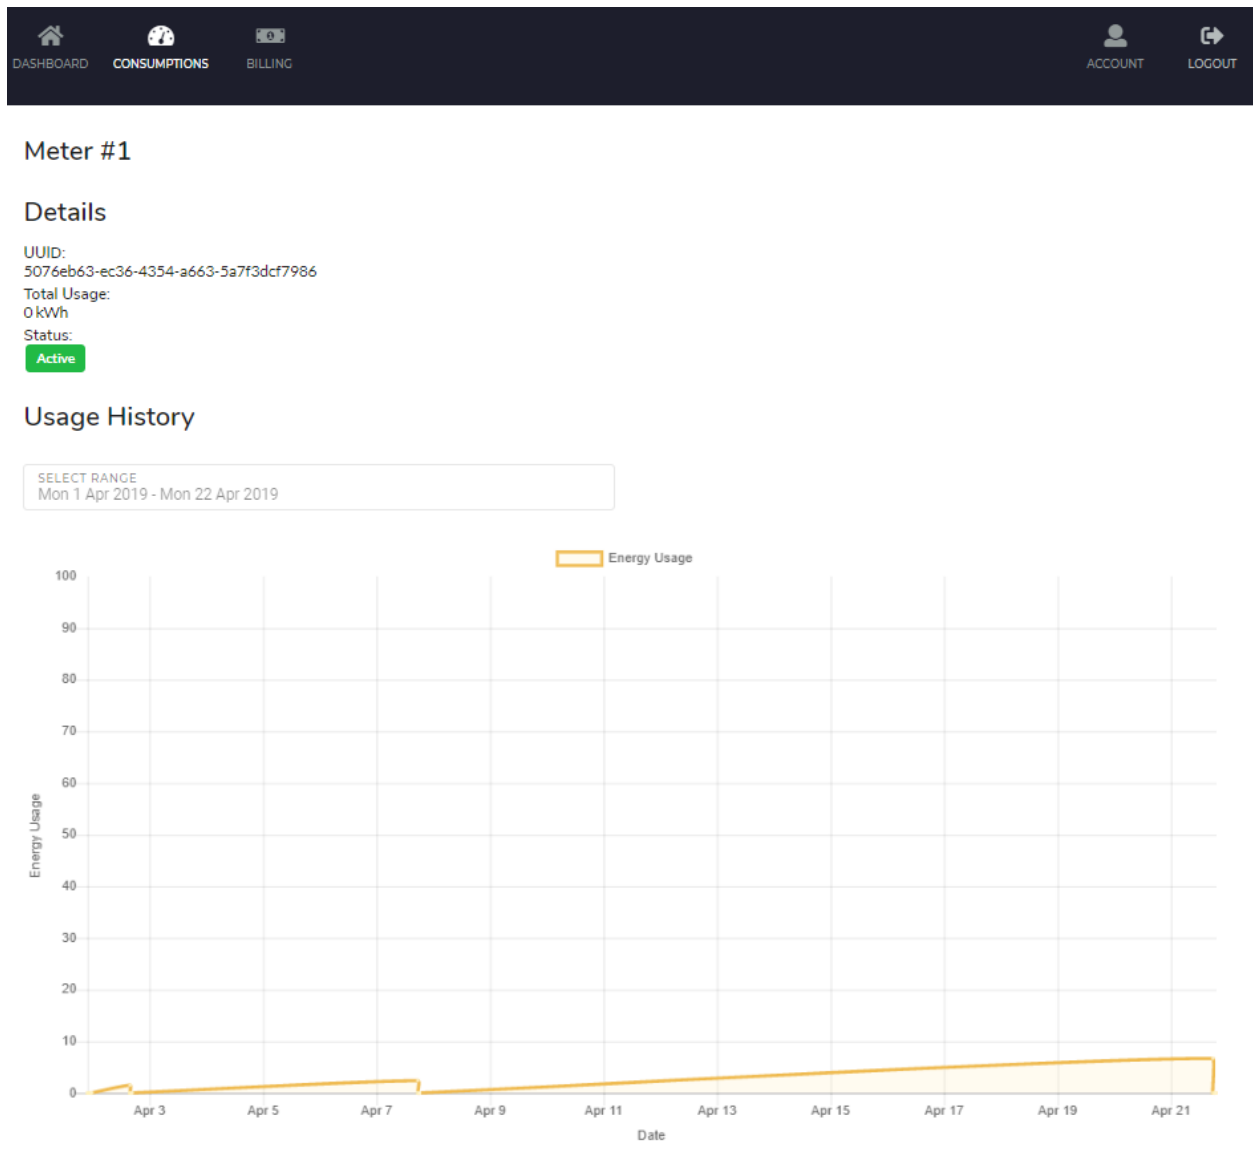 DASHBOARD
CONSUMPTIONS
BILLING
ACCOUNT
LOGOUT
Meter #1
Details
UUID:
5076eb63-ec36-4354-a663-5a7f3dcf7986
Total Usage:
0 kWh
Status:
Active
Usage History
SELECT RANGE
Mon 1 Apr 2019 - Mon 22 Apr 2019
Energy Usage
100
90
80
70
60
50
40
30
20
10
0
Energy Usage
Apr 3
Apr 5
Apr 7
Apr 9
Apr 11
Apr 13
Apr 15
Apr 17
Apr 19
Apr 21
Date